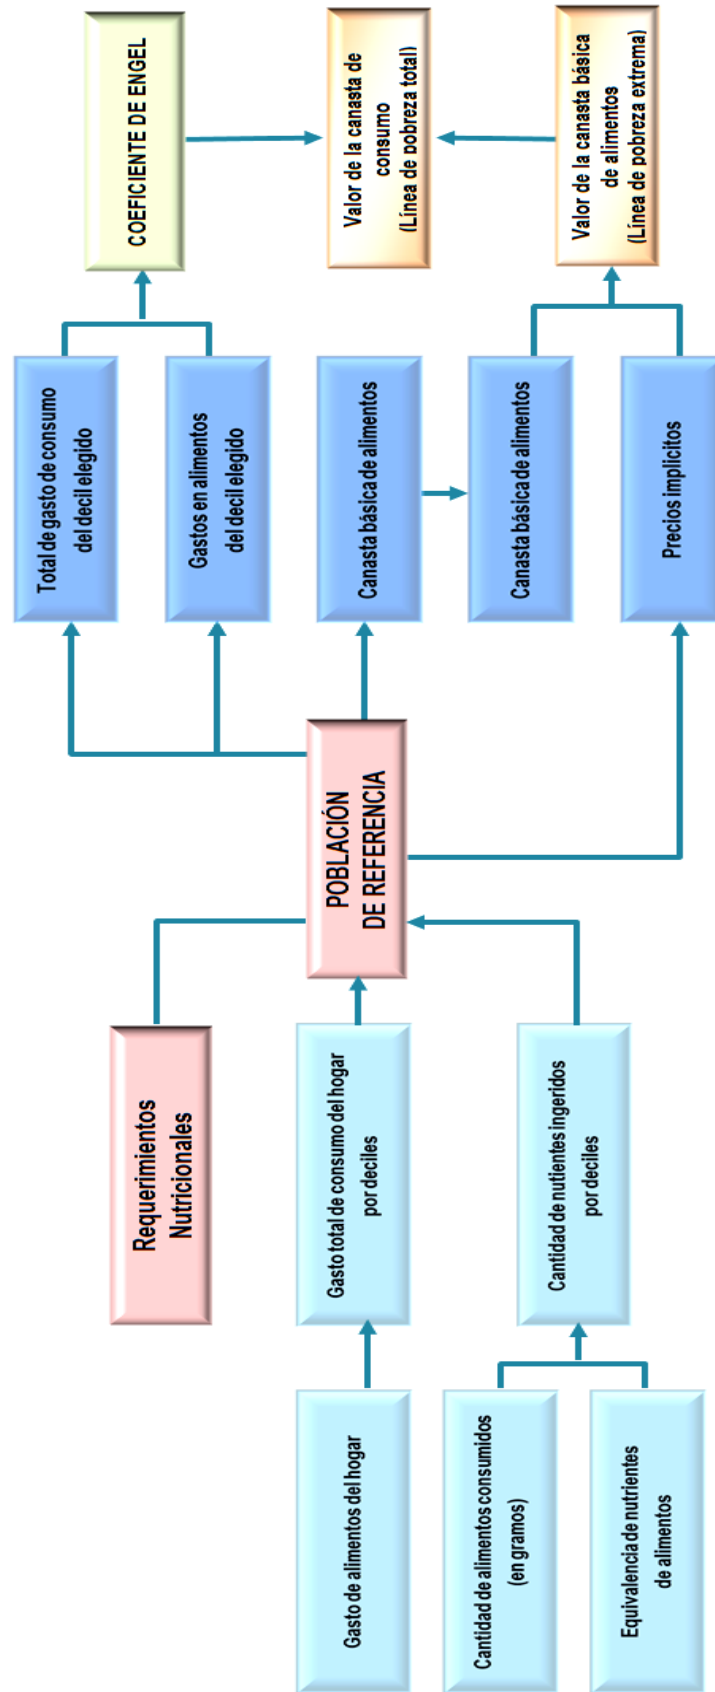 Gasto de alimentos del hogar
Cantidad de alimentos consumidos
(en gramos)
Equivalencia de nutrientes
de alimentos
Requerimientos
Nutricionales
Gasto total de consumo del hogar
por deciles
Cantidad de nutientes ingeridos
por deciles
POBLACIÓN
DE REFERENCIA
Total de gasto de consumo
del decil elegido
Gastos en alimentos
del decil elegido
Canasta básica de alimentos
Canasta básica de alimentos
Precios implicitos
COEFICIENTE DE ENGEL
Valor de la canasta de
consumo
(Línea de pobreza total)
Valor de la canasta básica
de alimentos
(Línea de pobreza extrema)